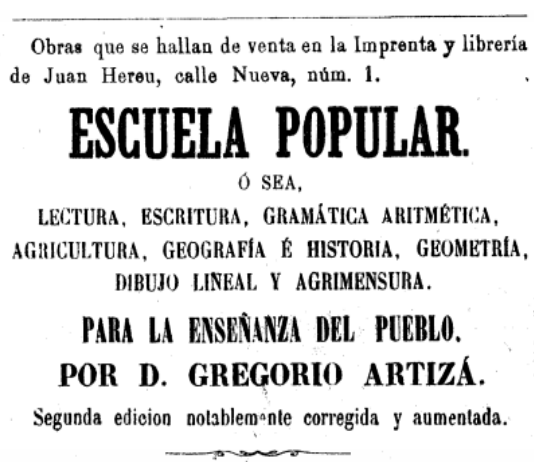 Obras que se hallan de venta en la Imprenta y librería
de Juan Hereu, calle Nueva, núm. 1.
ESCUELA POPULAR.
Ó SEA,
LECTURA, ESCRITURA, GRAMÁTICA ARITMÉTICA,
AGRICULTURA, GEOGRAFÍA É HISTORIA, GEOMETRÍA,
DIBUJO LINEAL Y AGRIMENSURA.
PARA LA ENSEÑANZA DEL PUEBLO.
POR D. GREGORIO ARTIZÁ.
Segunda edicion notablemente corregida y aumentada.